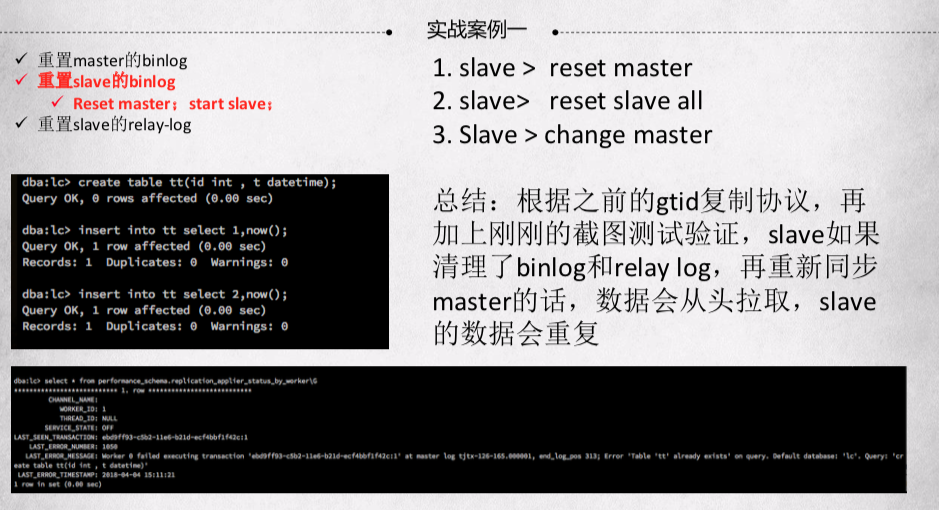 实战案例一
✓ 重置master的binlog
✓ 重置slave的binlog
✓ Reset master；start slave；
✓ 重置slave的relay-log
1. slave > reset master
2. slave> reset slave all
3. Slave > change master
dba:lc> create table tt(id int , t datetime);
Query OK, 0 rows affected (0.00 sec)
dba:lc> insert into tt select 1,now();
Query OK, 1 row affected (0.00 sec)
Records: 1 Duplicates: 0 Warnings: 0
dba:lc> insert into tt select 2,now();
Query OK, 1 row affected (0.00 sec)
Records: 1 Duplicates: 0 Warnings: 0
总结：根据之前的gtid复制协议，再
加上刚刚的截图测试验证，slave如果
清理了binlog和relay log，再重新同步
master的话，数据会从头拉取，slave
的数据会重复
dba:lc> select * from performance_schema.replication_applier_status_by_worker\G
*************************** 1. row ***************************
CHANNEL_NAME:
WORKER_ID: 1
THREAD_ID: NULL
SERVICE_STATE: OFF
LAST_SEEN_TRANSACTION: ebd9ff93-c5b2-11e6-b21d-ecf4bbf1f42c:1
LAST_ERROR_NUMBER: 1050
LAST_ERROR_MESSAGE: Worker 0 failed executing transaction 'ebd9ff93-c5b2-11e6-b21d-ecf4bbf1f42c:1' at master log tjtx-126-165.000001, end_log_pos 313; Error 'Table 'tt' already exists' on query. Default database: 'lc'. Query: 'cr
eate table tt(id int , t datetime)'
LAST_ERROR_TIMESTAMP: 2018-04-04 15:11:21
1 row in set (0.00 sec)